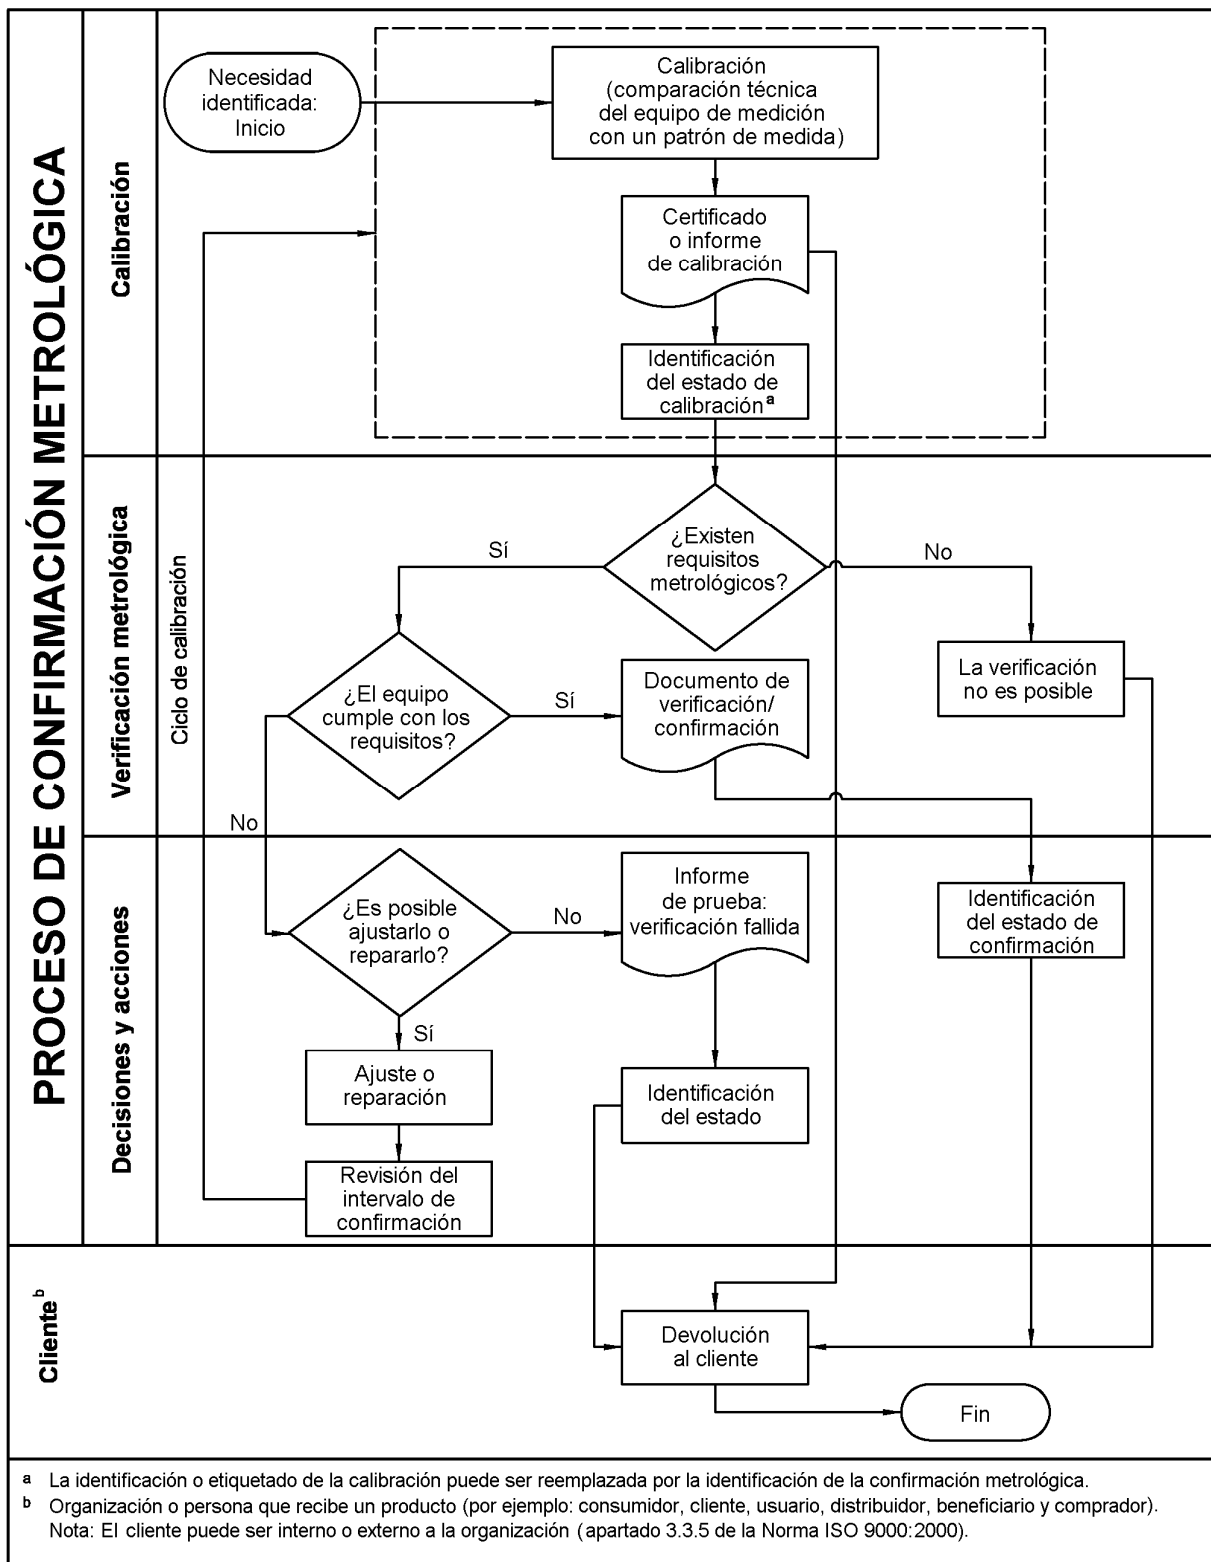 PROCESO DE CONFIRMACIÓN METROLÓGICA
Calibración
Necesidad
identificada:
Inicio
Calibración
(comparación técnica
del equipo de medición
con un patrón de medida)
Certificado
o informe
de calibración
Identificación
del estado de
calibración a
Verificación metrológica
Ciclo de calibración
¿Existen
requisitos
metrológicos?
Sí
No
¿El equipo
cumple con los
requisitos?
Sí
Documento de
verificación/
confirmación
La verificación
no es posible
No
Decisiones y acciones
¿Es posible
ajustarlo o
repararlo?
No
Informe
de prueba:
verificación fallida
Identificación
del estado de
confirmación
Sí
Ajuste o
reparación
Identificación
del estado
Revisión del
intervalo de
confirmación
Cliente b
Devolución
al cliente
Fin
a La identificación o etiquetado de la calibración puede ser reemplazada por la identificación de la confirmación metrológica.
b Organización o persona que recibe un producto (por ejemplo: consumidor, cliente, usuario, distribuidor, beneficiario y comprador).
Nota: El cliente puede ser interno o externo a la organización (apartado 3.3.5 de la Norma ISO 9000:2000).